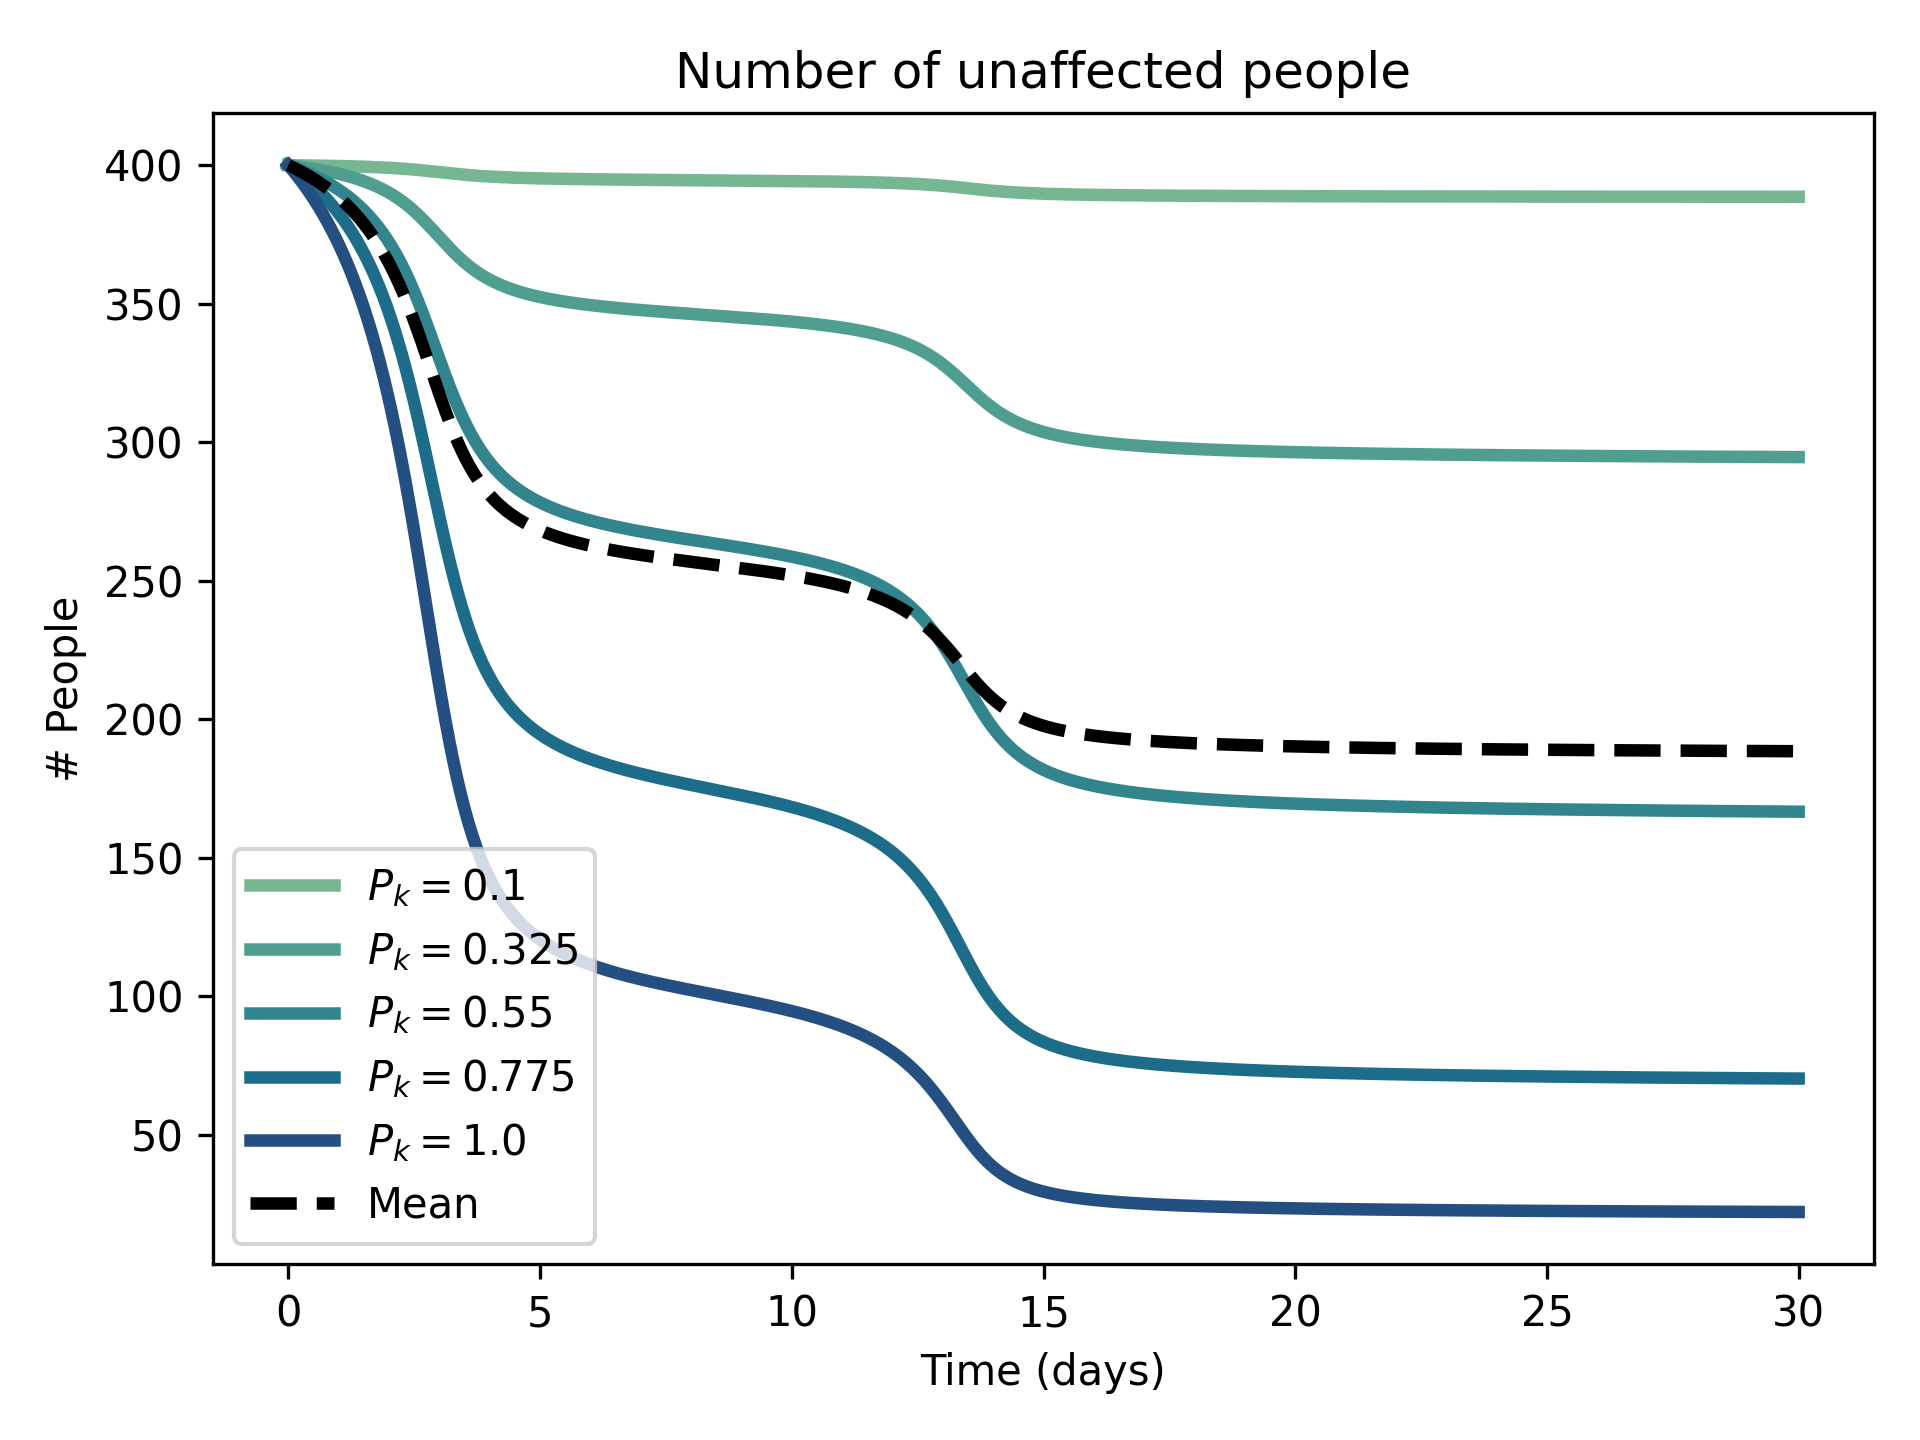 Number of unaffected people
# People
400
350
300
250
200
150
100
50
P_k = 0.1
P_k = 0.325
P_k = 0.55
P_k = 0.775
P_k = 1.0
Mean
0 5 10 15 20 25 30
Time (days)